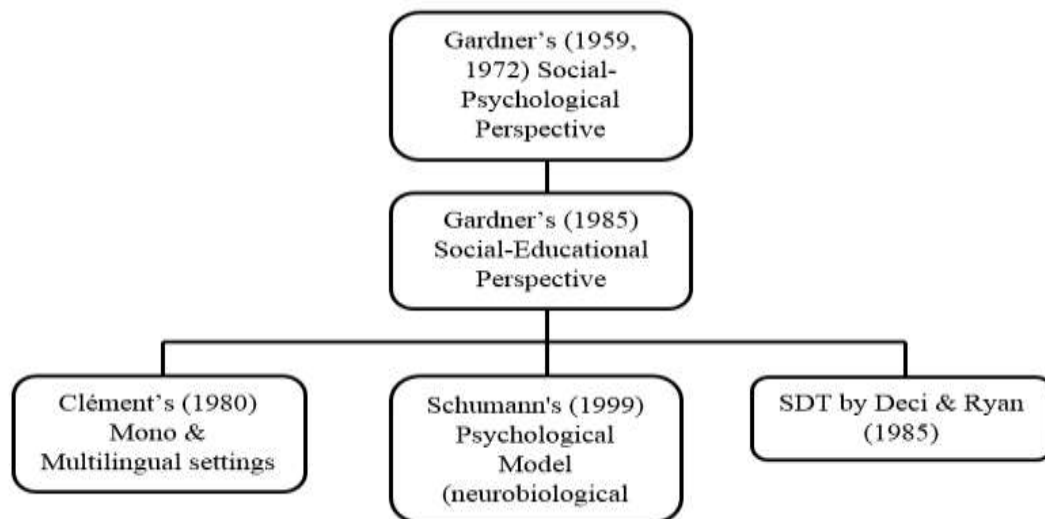 Gardner’s (1959,
1972) Social-
Psychological
Perspective
Gardner’s (1985)
Social-Educational
Perspective
Clément’s (1980)
Mono &
Multilingual settings
Schumann's (1999)
Psychological
Model
(neurobiological
SDT by Deci & Ryan
(1985)